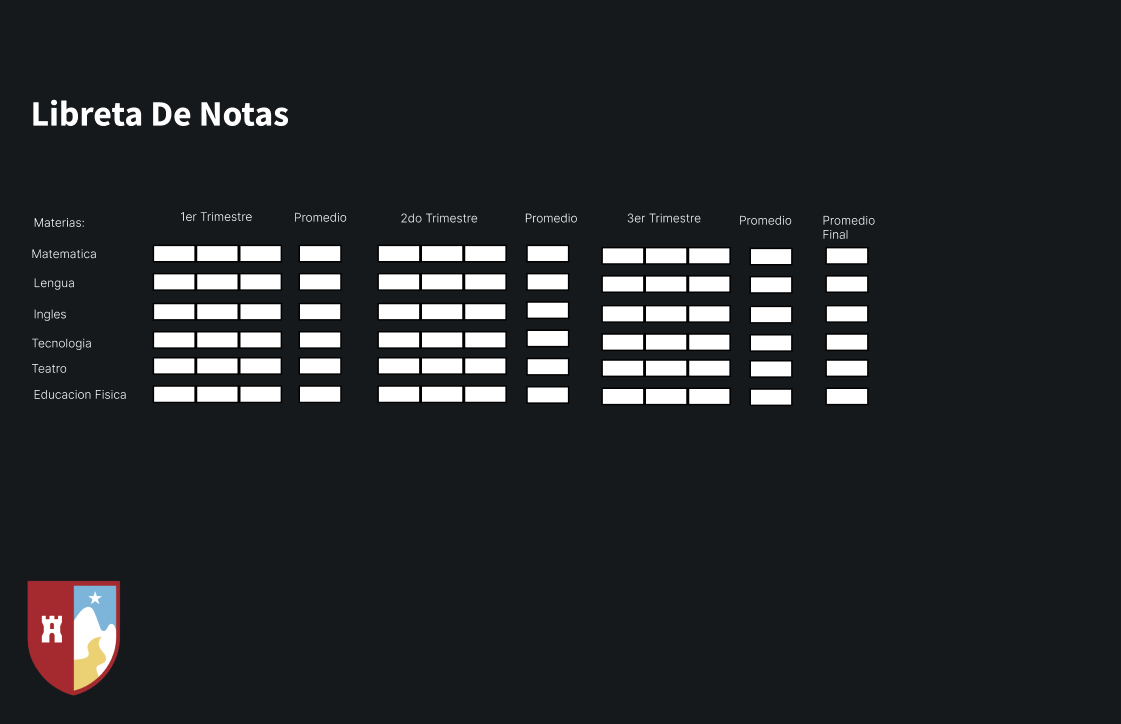 Libreta De Notas
Materias: 1er Trimestre Promedio 2do Trimestre Promedio 3er Trimestre Promedio Promedio
Final
Matematica
Lengua
Ingles
Tecnologia
Teatro
Educacion Fisica